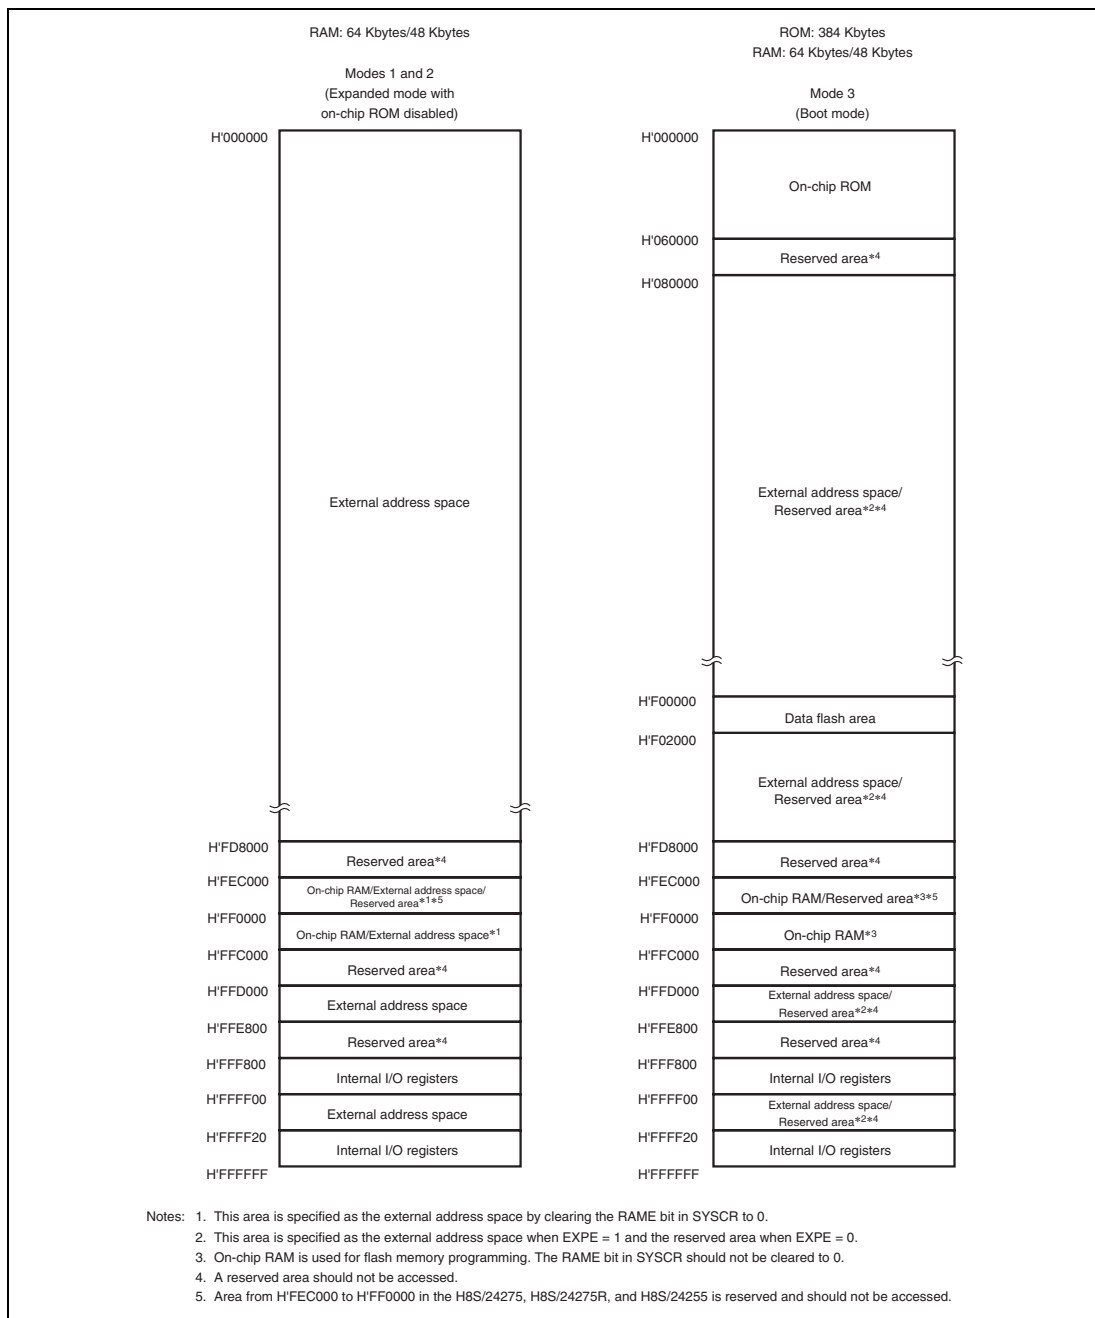 RAM: 64 Kbytes/48 Kbytes
Modes 1 and 2
(Expanded mode with
on-chip ROM disabled)
H'000000
External address space
H'FD8000
Reserved area*4
H'FEC000
On-chip RAM/External address space/
Reserved area*1*5
H'FF0000
On-chip RAM/External address space*1
H'FFC000
Reserved area*4
H'FFD000
External address space
H'FFE800
Reserved area*4
H'FFF800
Internal I/O registers
H'FFFF00
External address space
H'FFFF20
Internal I/O registers
H'FFFFFF
ROM: 384 Kbytes
RAM: 64 Kbytes/48 Kbytes
Mode 3
(Boot mode)
H'000000
On-chip ROM
H'060000
Reserved area*4
H'080000
External address space/
Reserved area*2*4
H'F00000
Data flash area
H'F02000
External address space/
Reserved area*2*4
H'FD8000
Reserved area*4
H'FEC000
On-chip RAM/Reserved area*3*5
H'FF0000
On-chip RAM*3
H'FFC000
Reserved area*4
H'FFD000
External address space/
Reserved area*2*4
H'FFE800
Reserved area*4
H'FFF800
Internal I/O registers
H'FFFF00
External address space/
Reserved area*2*4
H'FFFF20
Internal I/O registers
H'FFFFFF
Notes: 1. This area is specified as the external address space by clearing the RAME bit in SYSCR to 0.
2. This area is specified as the external address space when EXPE = 1 and the reserved area when EXPE = 0.
3. On-chip RAM is used for flash memory programming. The RAME bit in SYSCR should not be cleared to 0.
4. A reserved area should not be accessed.
5. Area from H'FEC000 to H'FF0000 in the H8S/24275, H8S/24275R, and H8S/24255 is reserved and should not be accessed.